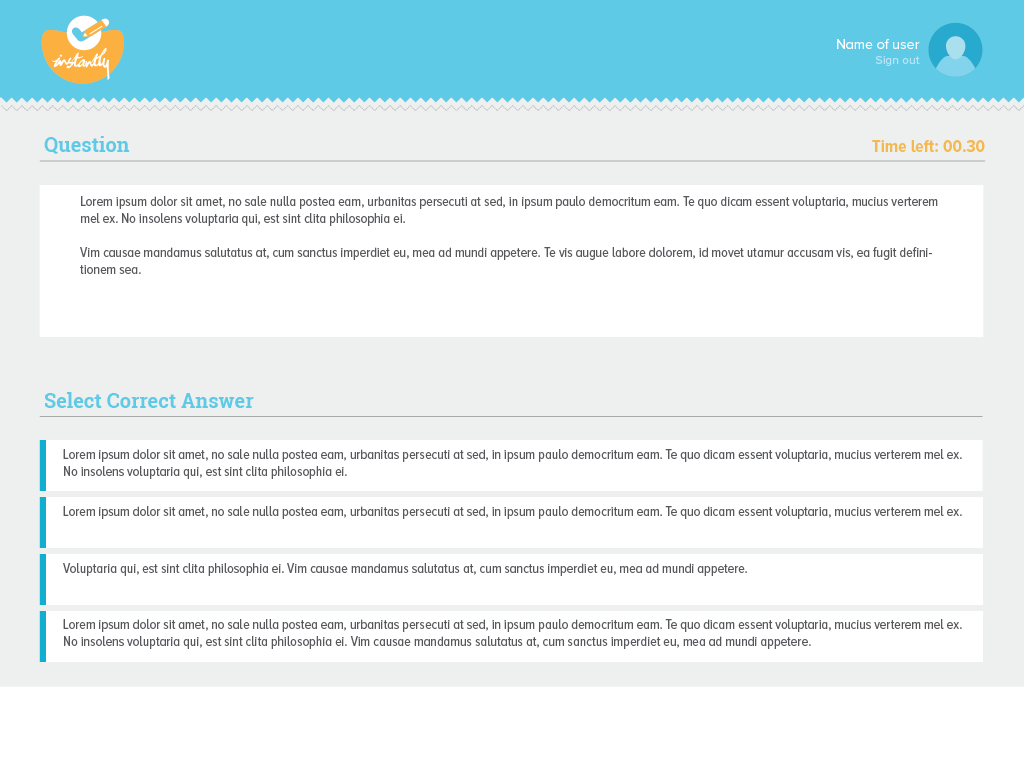 instantly
Name of user
Sign out
Question
Time left: 00.30
Lorem ipsum dolor sit amet, no sale nulla postea eam, urbanitas persecuti at sed, in ipsum paulo democritum eam. Te quo dicam essent voluptaria, mucius verterem
mel ex. No insolens voluptaria qui, est sint clita philosophia ei.
Vim causae mandamus salutatus at, cum sanctus imperdiet eu, mea ad mundi appetere. Te vis augue labore dolorem, id movet utamur accusam vis, ea fugit defini-
tionem sea.
Select Correct Answer
Lorem ipsum dolor sit amet, no sale nulla postea eam, urbanitas persecuti at sed, in ipsum paulo democritum eam. Te quo dicam essent voluptaria, mucius verterem mel ex.
No insolens voluptaria qui, est sint clita philosophia ei.
Lorem ipsum dolor sit amet, no sale nulla postea eam, urbanitas persecuti at sed, in ipsum paulo democritum eam. Te quo dicam essent voluptaria, mucius verterem mel ex.
Voluptaria qui, est sint clita philosophia ei. Vim causae mandamus salutatus at, cum sanctus imperdiet eu, mea ad mundi appetere.
Lorem ipsum dolor sit amet, no sale nulla postea eam, urbanitas persecuti at sed, in ipsum paulo democritum eam. Te quo dicam essent voluptaria, mucius verterem mel ex.
No insolens voluptaria qui, est sint clita philosophia ei. Vim causae mandamus salutatus at, cum sanctus imperdiet eu, mea ad mundi appetere.